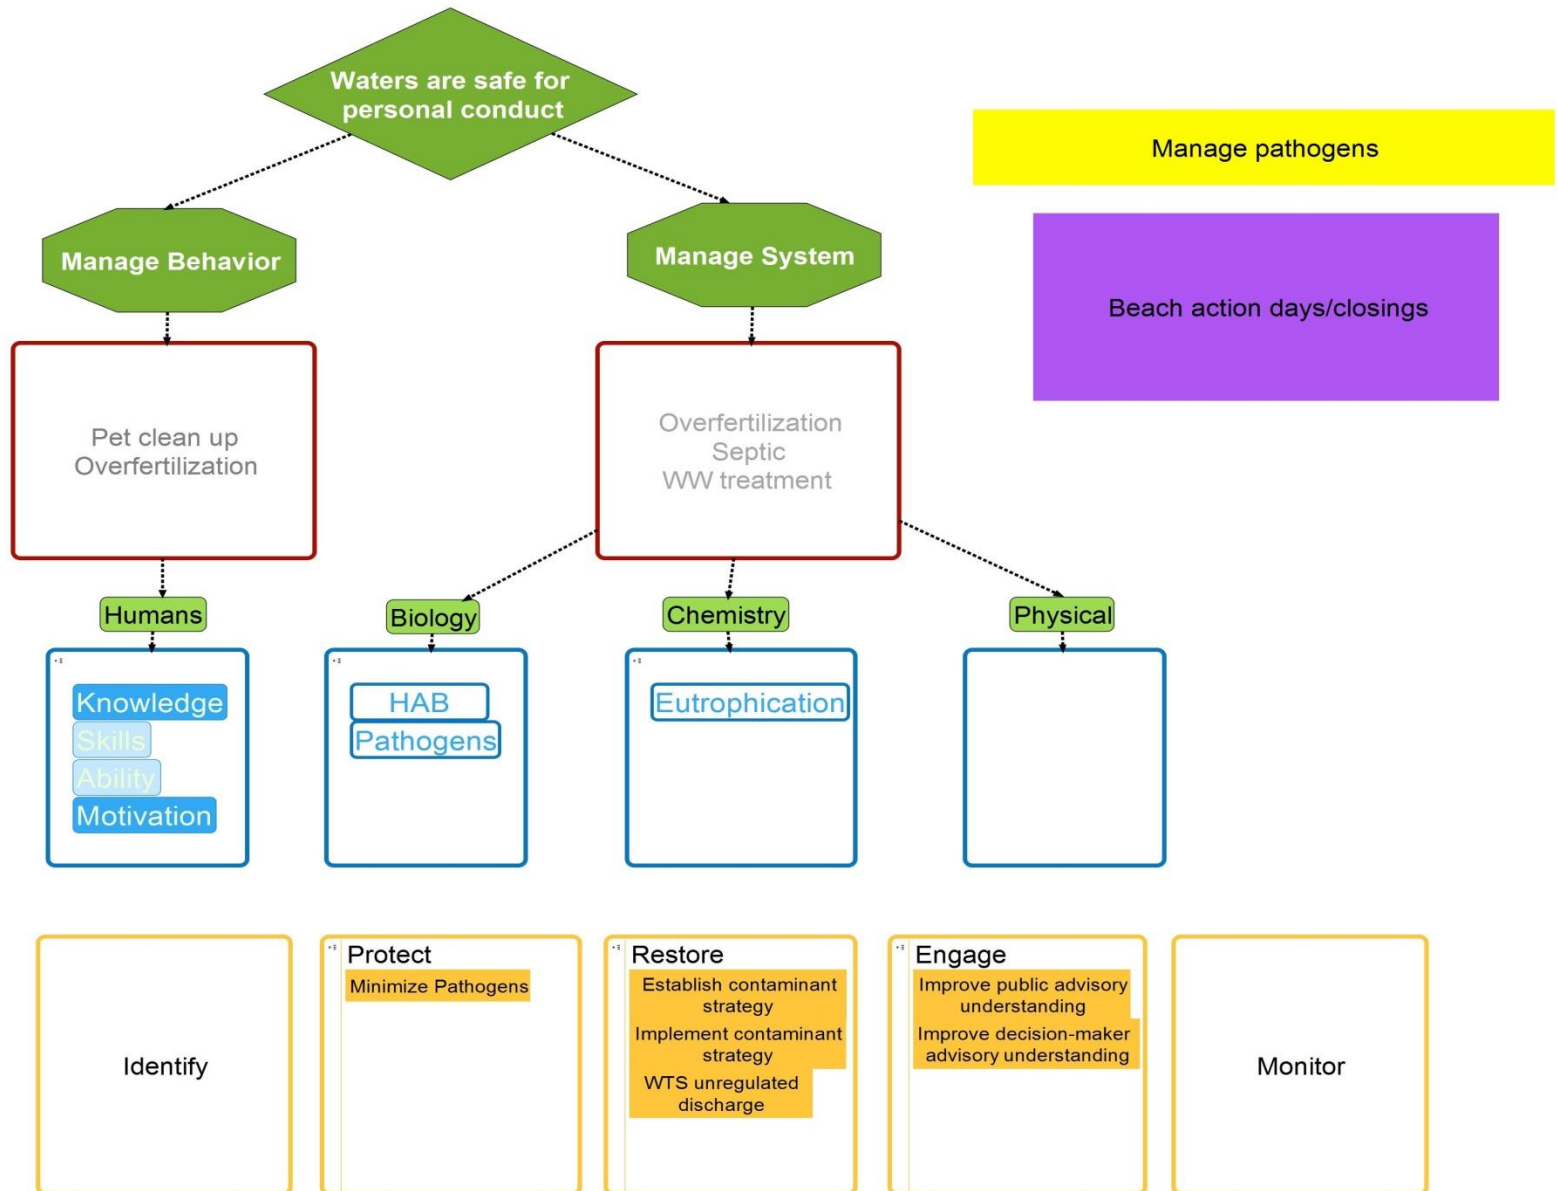 Waters are safe for
personal conduct
Manage pathogens
Beach action days/closings
Manage Behavior
Manage System
Pet clean up
Overfertilization
Overfertilization
Septic
WW treatment
Humans
Biology
Chemistry
Physical
Knowledge
Skills
Ability
Motivation
HAB
Pathogens
Eutrophication
Identify
Protect
Minimize Pathogens
Restore
Establish contaminant
strategy
Implement contaminant
strategy
WTS unregulated
discharge
Engage
Improve public advisory
understanding
Improve decision-maker
advisory understanding
Monitor